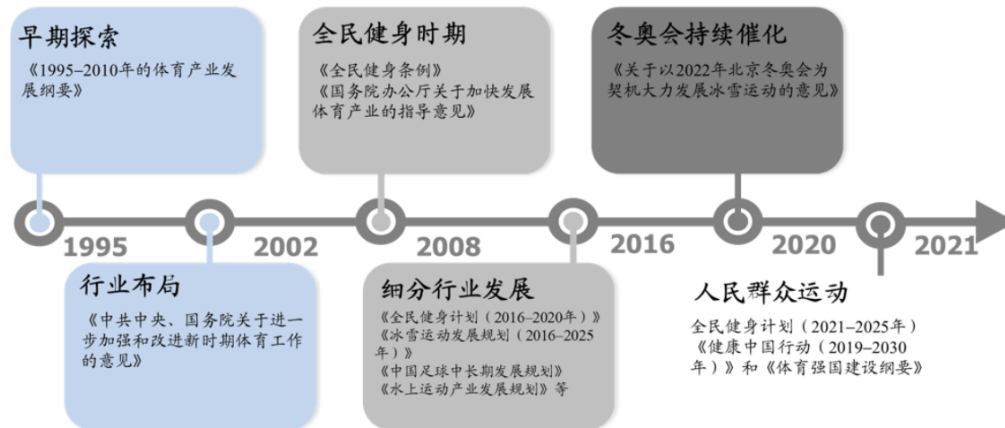 早期探索
《1995–2010年的体育产业发
展纲要》
全民健身时期
《全民健身条例》
《国务院办公厅关于加快发展
体育产业的指导意见》
冬奥会持续催化
《关于以2022年北京冬奥会为
契机大力发展冰雪运动的意见》
1995
2002
2008
2016
2020
2021
行业布局
《中共中央、国务院关于进一
步加强和改进新时期体育工作
的意见》
细分行业发展
《全民健身计划（2016–2020年）》
《冰雪运动发展规划（2016–2025
年）》
《中国足球中长期发展规划》
《水上运动产业发展规划》等
人民群众运动
全民健身计划（2021–2025年）
《健康中国行动（2019–2030
年）》和《体育强国建设纲要》